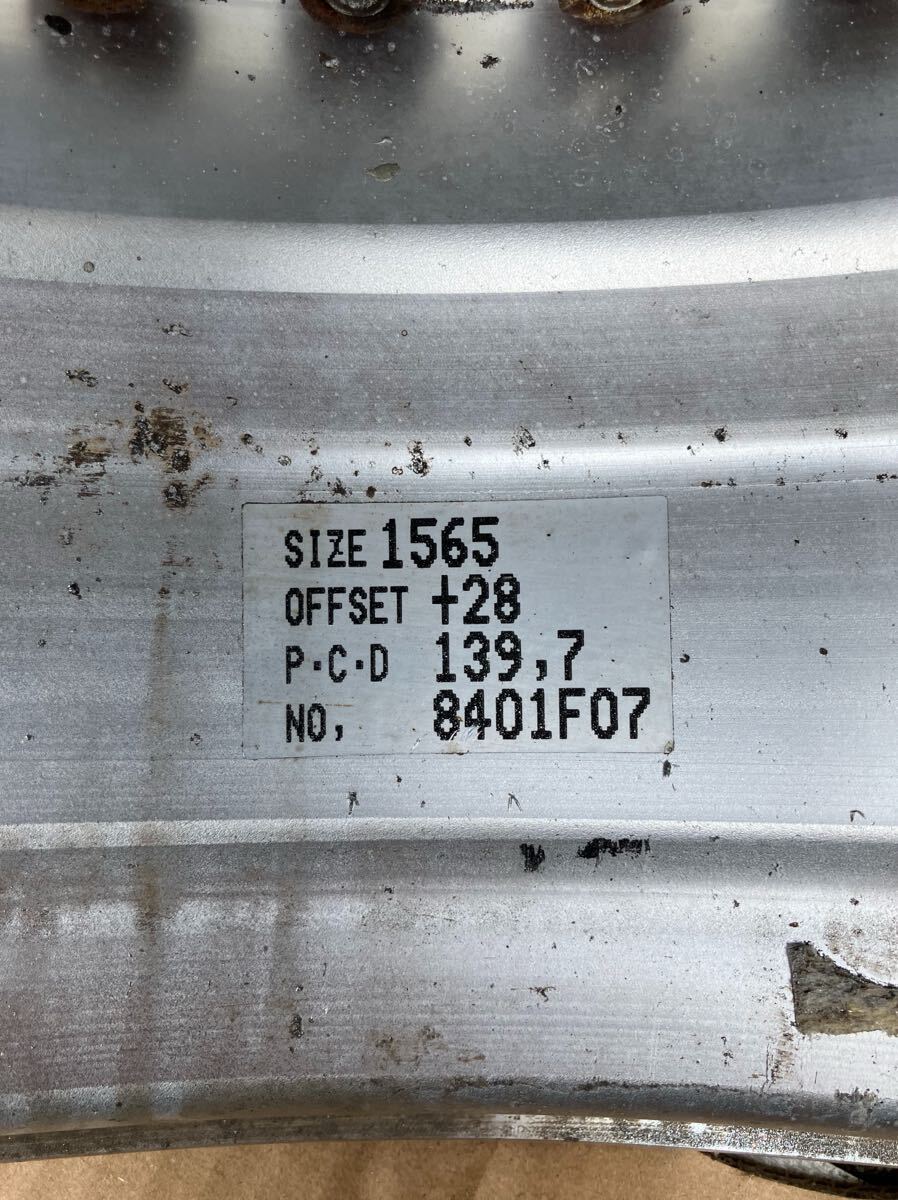 SIZE 1565
OFFSET +28
P·C·D 139,7
NO, 8401F07